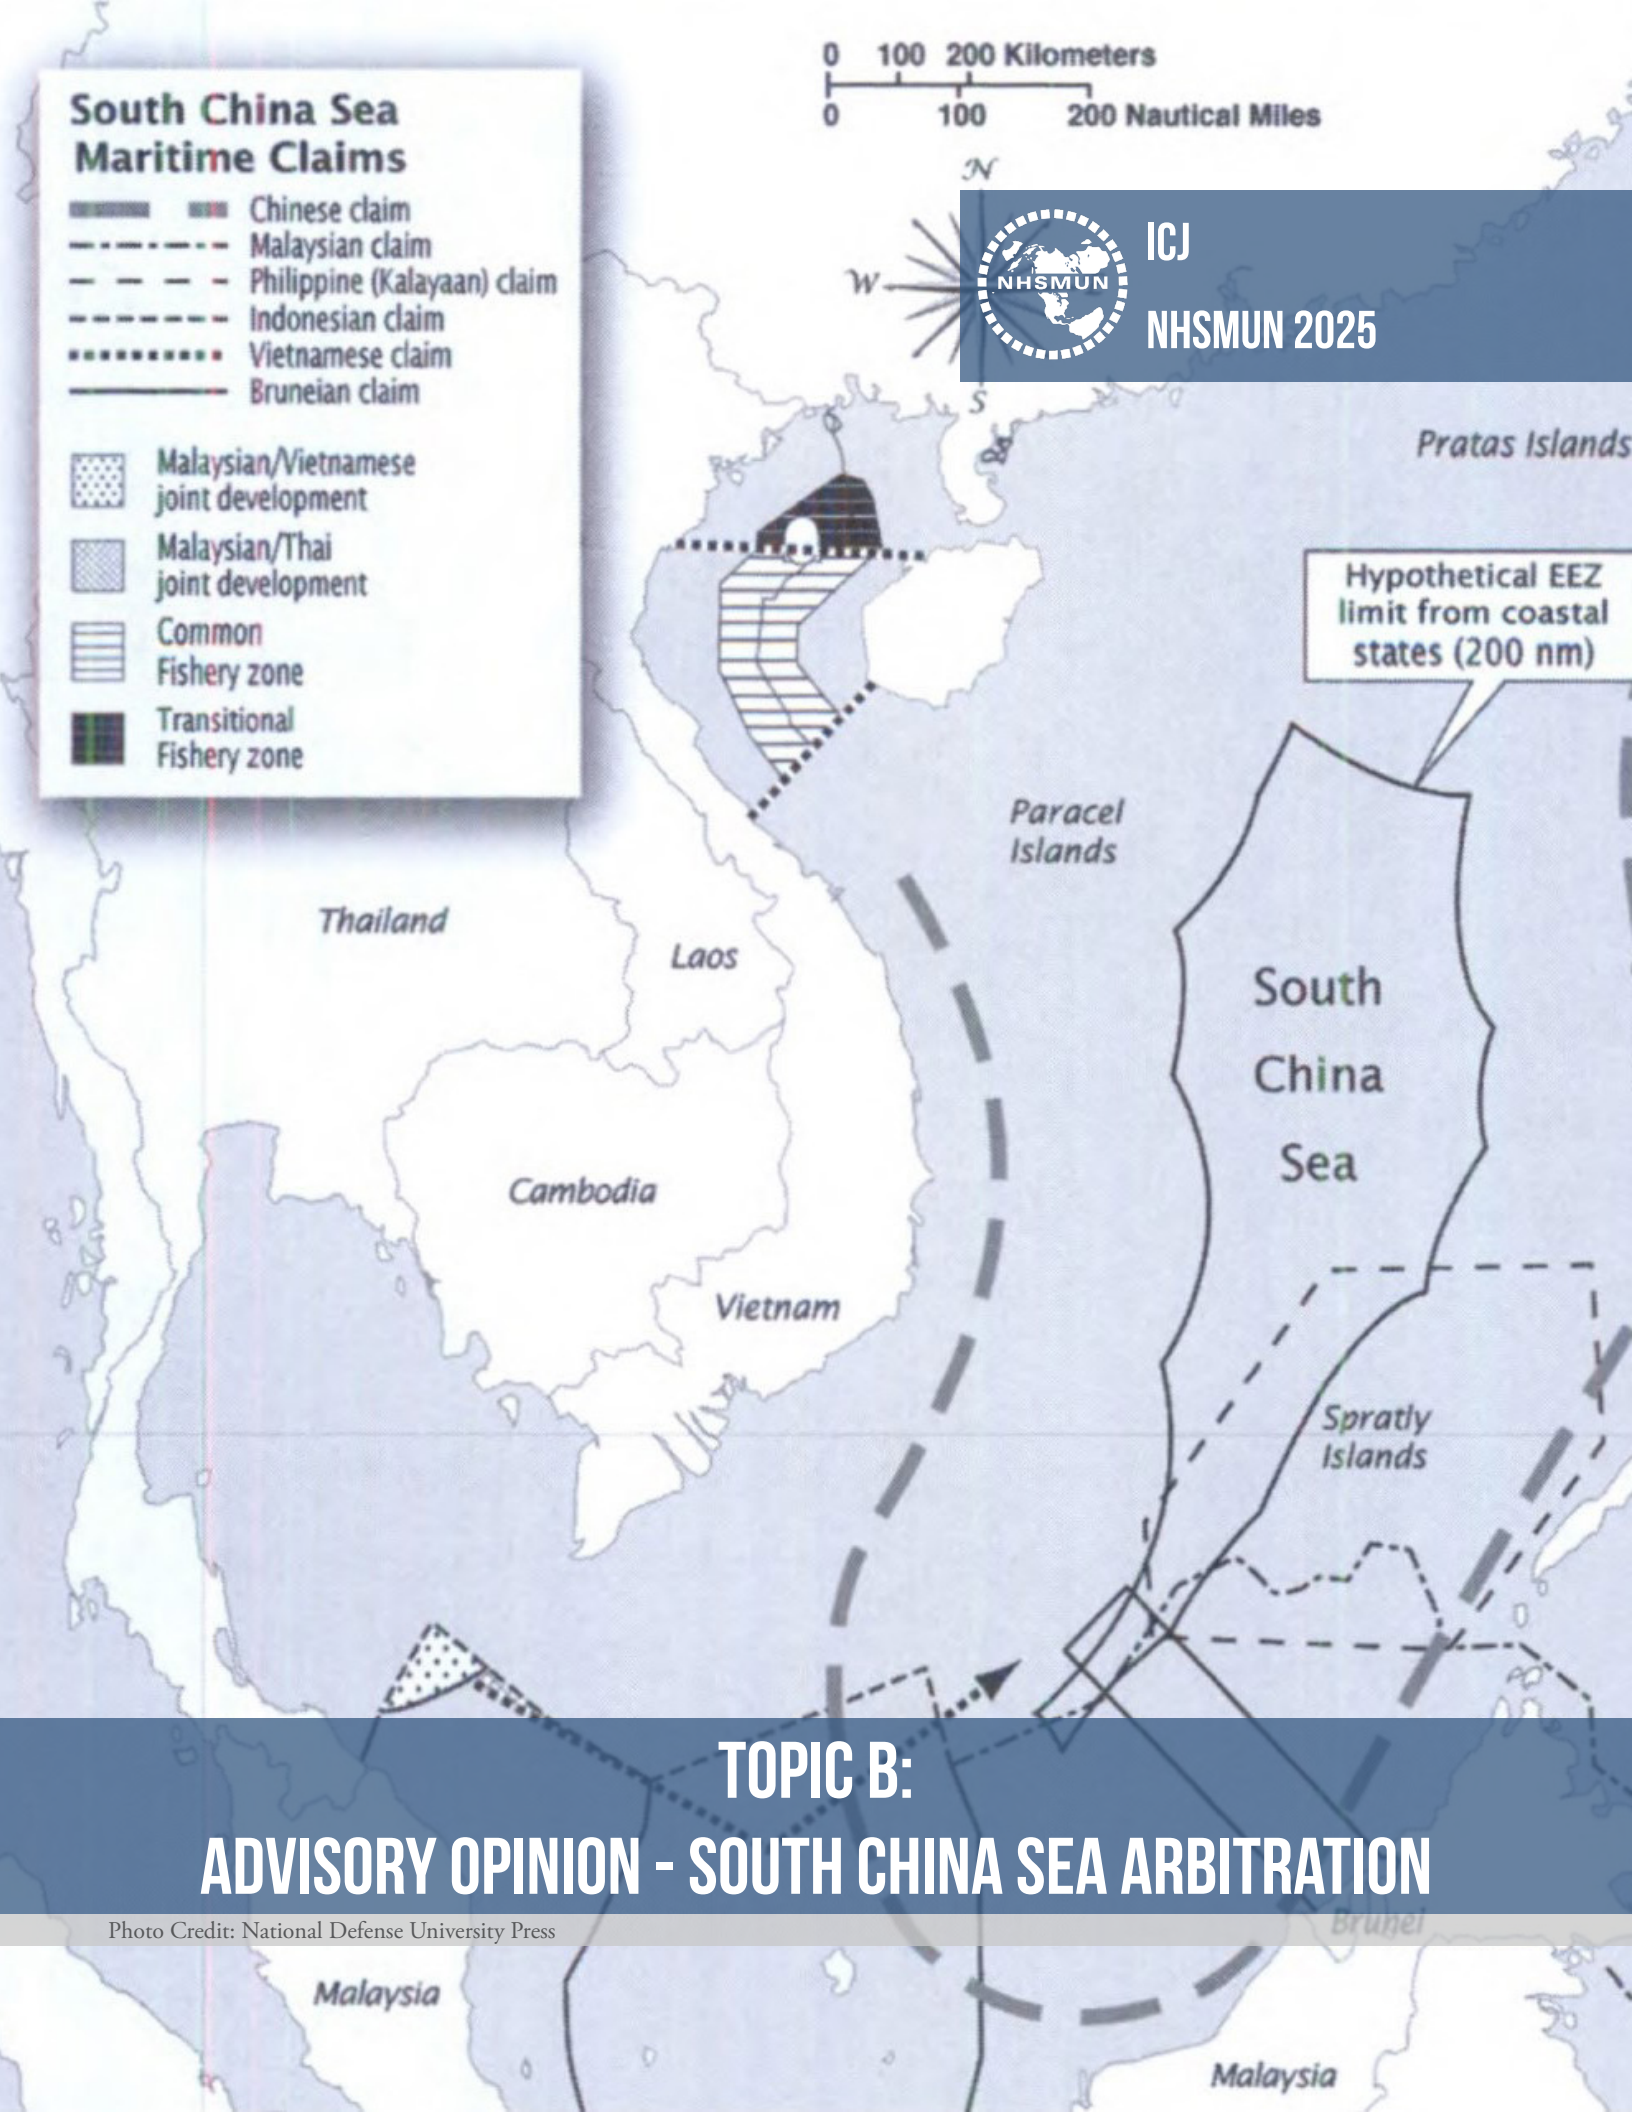 0 100 200 Kilometers
0 100 200 Nautical Miles
South China Sea
Maritime Claims
Chinese claim
Malaysian claim
Philippine (Kalayaan) claim
Indonesian claim
Vietnamese claim
Bruneian claim
Malaysian/Vietnamese
joint development
Malaysian/Thai
joint development
Common
Fishery zone
Transitional
Fishery zone
N
W
S
NHSMUN
ICJ
NHSMUN 2025
Pratas Islands
Hypothetical EEZ
limit from coastal
states (200 nm)
Paracel
Islands
Thailand
Laos
South
China
Sea
Cambodia
Vietnam
Spratly
Islands
TOPIC B:
ADVISORY OPINION - SOUTH CHINA SEA ARBITRATION
Photo Credit: National Defense University Press
Brunei
Malaysia
Malaysia